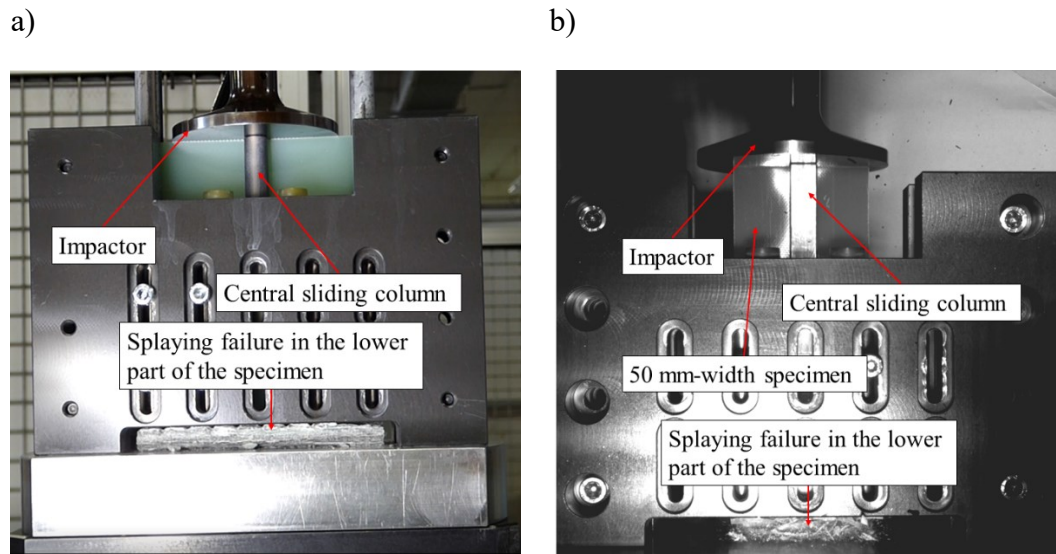 a)
b)
Impactor
Central sliding column
Splaying failure in the lower
part of the specimen
Impactor
Central sliding column
50 mm-width specimen
Splaying failure in the lower
part of the specimen